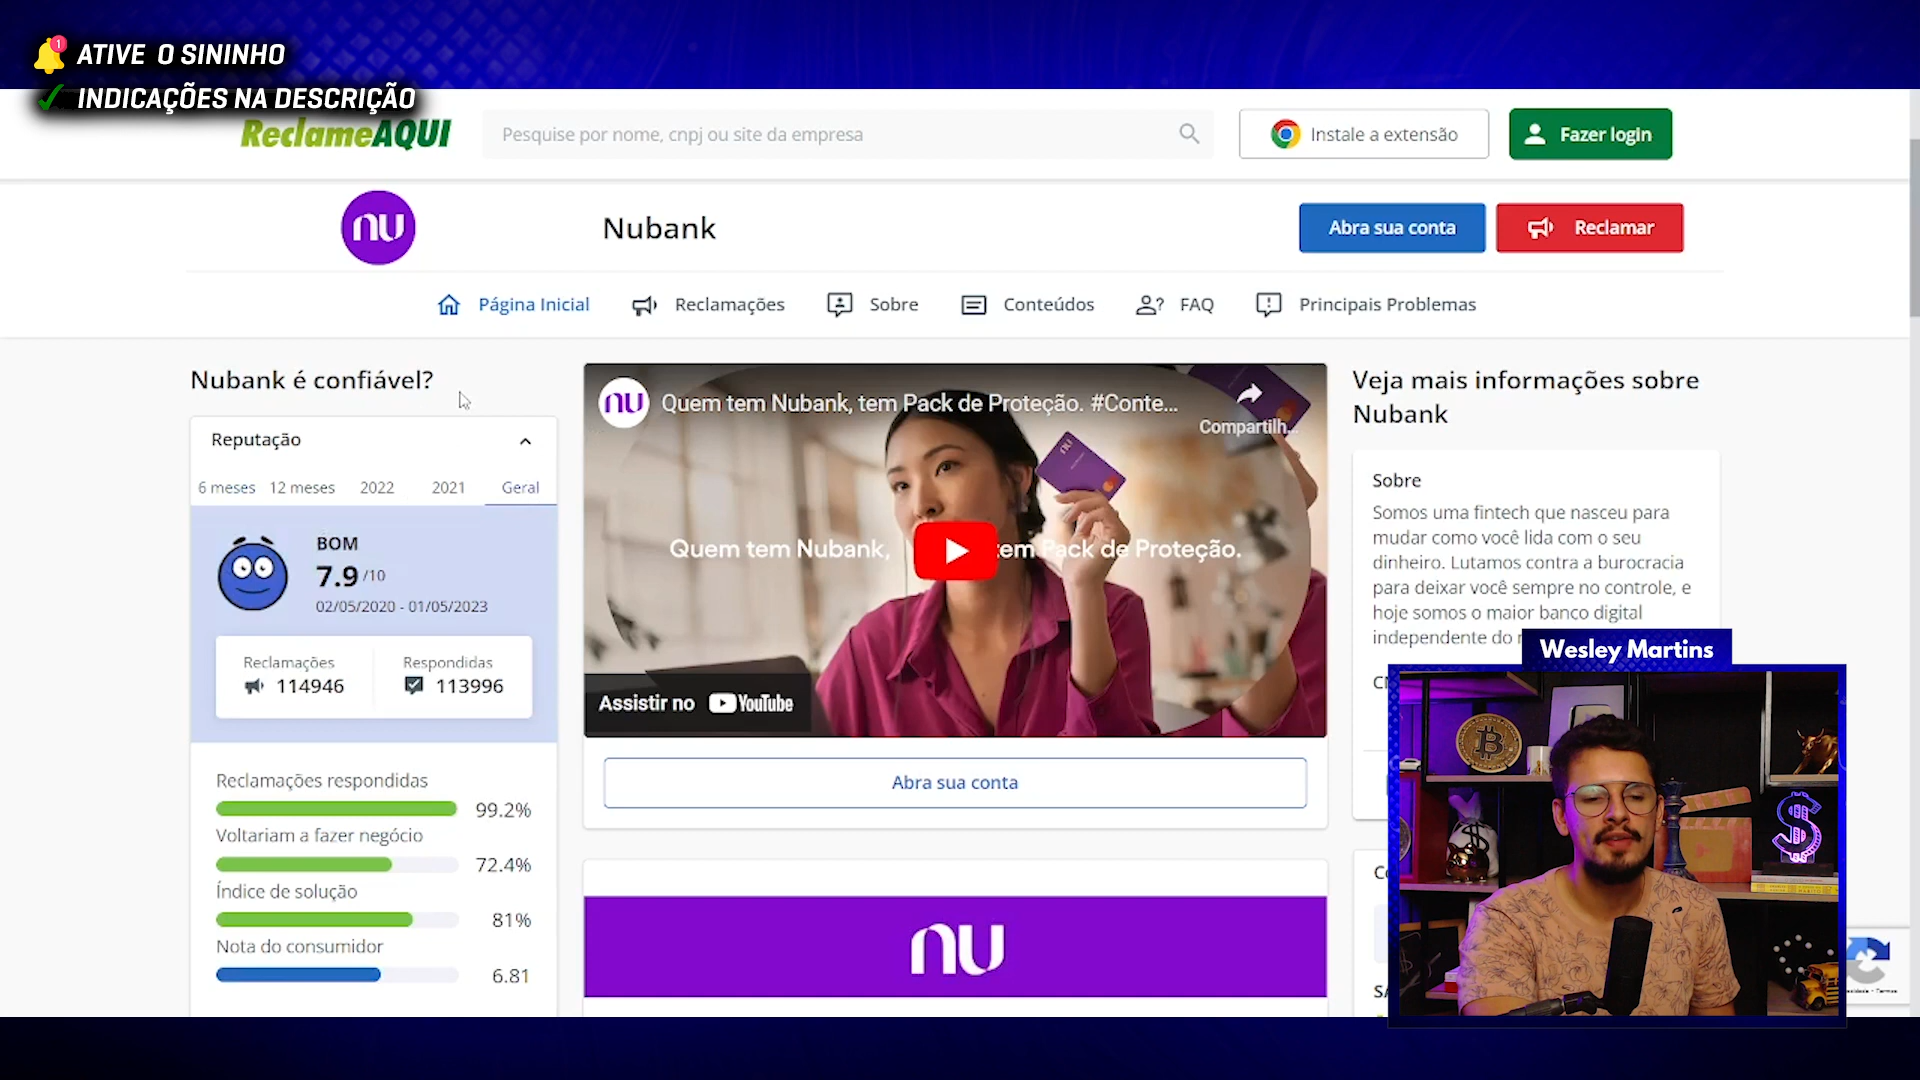 1
ATIVE O SININHO
INDICAÇÕES NA DESCRIÇÃO
ReclameAQUI
Pesquise por nome, cnpj ou site da empresa
Instale a extensão
Fazer login
nu
Nubank
Abra sua conta
Reclamar
Página Inicial
Reclamações
Sobre
Conteúdos
FAQ
Principais Problemas
Nubank é confiável?
Reputação
6 meses
12 meses
2022
2021
Geral
BOM
7.9 /10
02/05/2020 - 01/05/2023
Reclamações
114946
Respondidas
113996
Reclamações respondidas
99.2%
Voltariam a fazer negócio
72.4%
Índice de solução
81%
Nota do consumidor
6.81
nu
Quem tem Nubank, tem Pack de Proteção. #Conte...
Compartilh...
Quem tem Nubank, tem Pack de Proteção.
Assistir no YouTube
Abra sua conta
nu
Veja mais informações sobre
Nubank
Sobre
Somos uma fintech que nasceu para
mudar como você lida com o seu
dinheiro. Lutamos contra a burocracia
para deixar você sempre no controle, e
hoje somos o maior banco digital
independente do
Wesley Martins